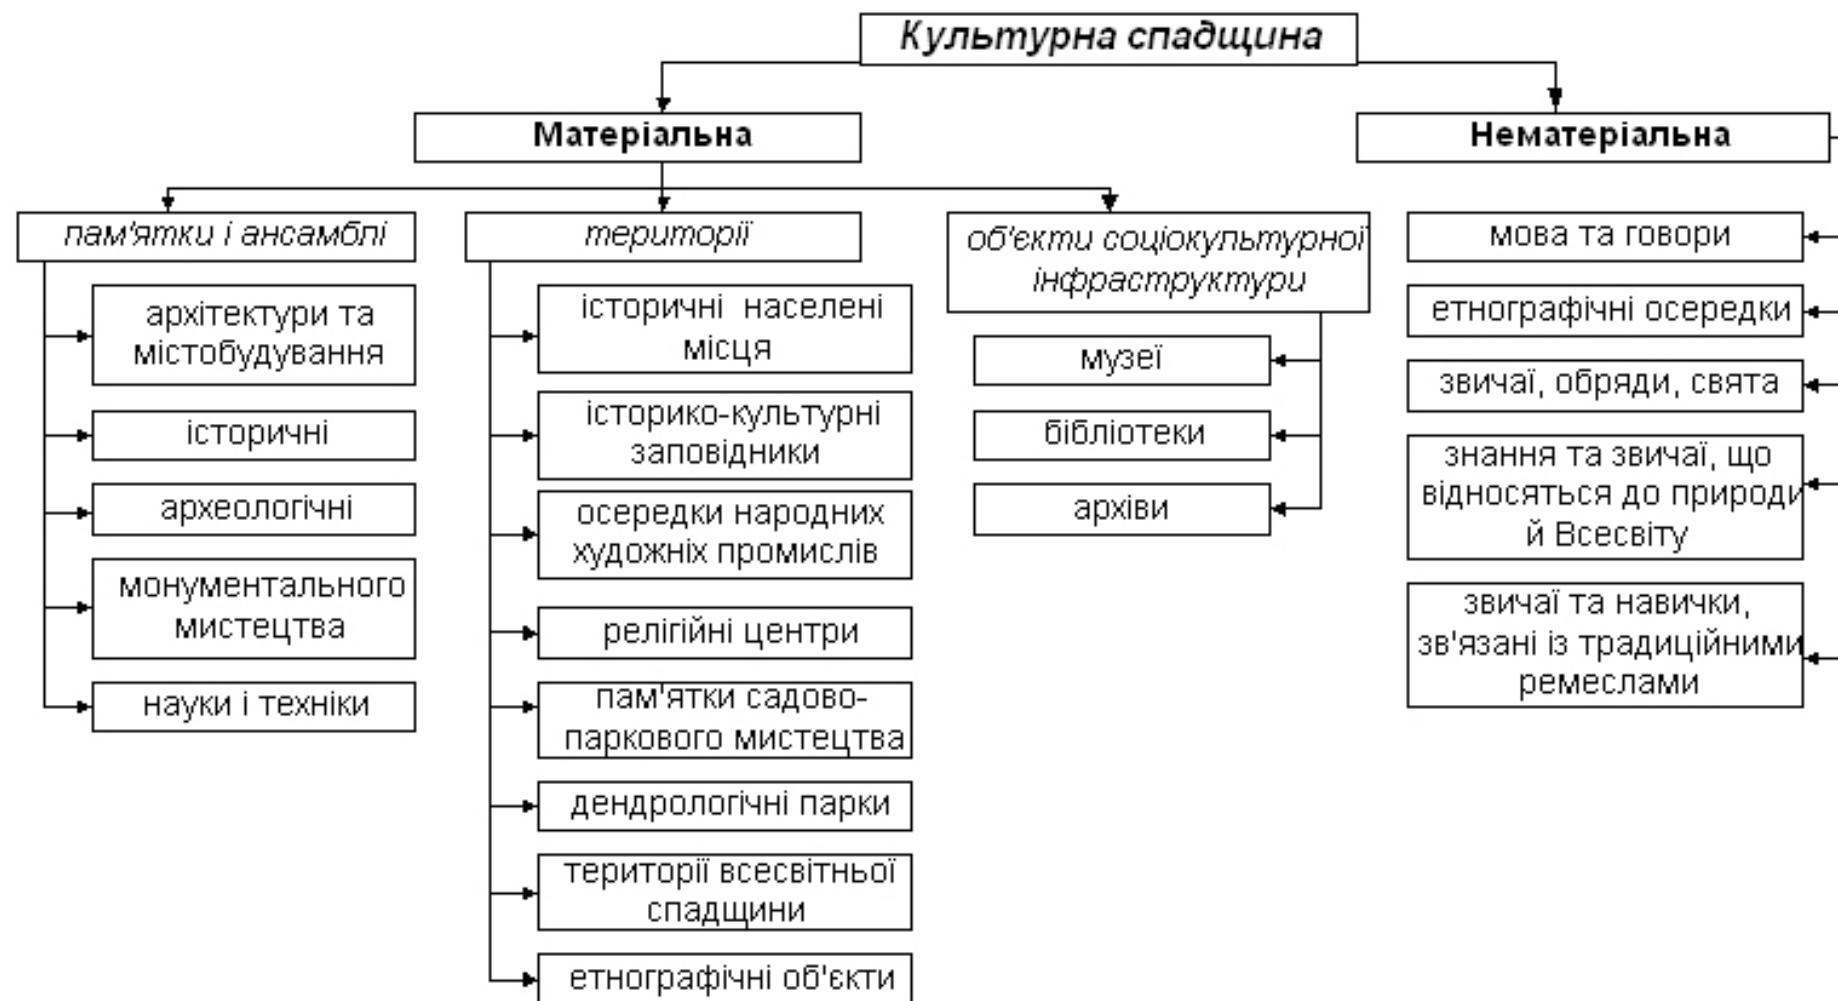 Культурна спадщина
Матеріальна
Нематеріальна
пам'ятки і ансамблі
архітектури та
містобудування
історичні
археологічні
монументального
мистецтва
науки і техніки
території
історичні населені
місця
історико-культурні
заповідники
осередки народних
художніх промислів
релігійні центри
пам'ятки садово-
паркового мистецтва
дендрологічні парки
території всесвітньої
спадщини
етнографічні об'єкти
об'єкти соціокультурної
інфраструктури
музеї
бібліотеки
архіви
мова та говори
етнографічні осередки
звичаї, обряди, свята
знання та звичаї, що
відносяться до природи
й Всесвіту
звичаї та навички,
зв'язані із традиційними
ремеслами